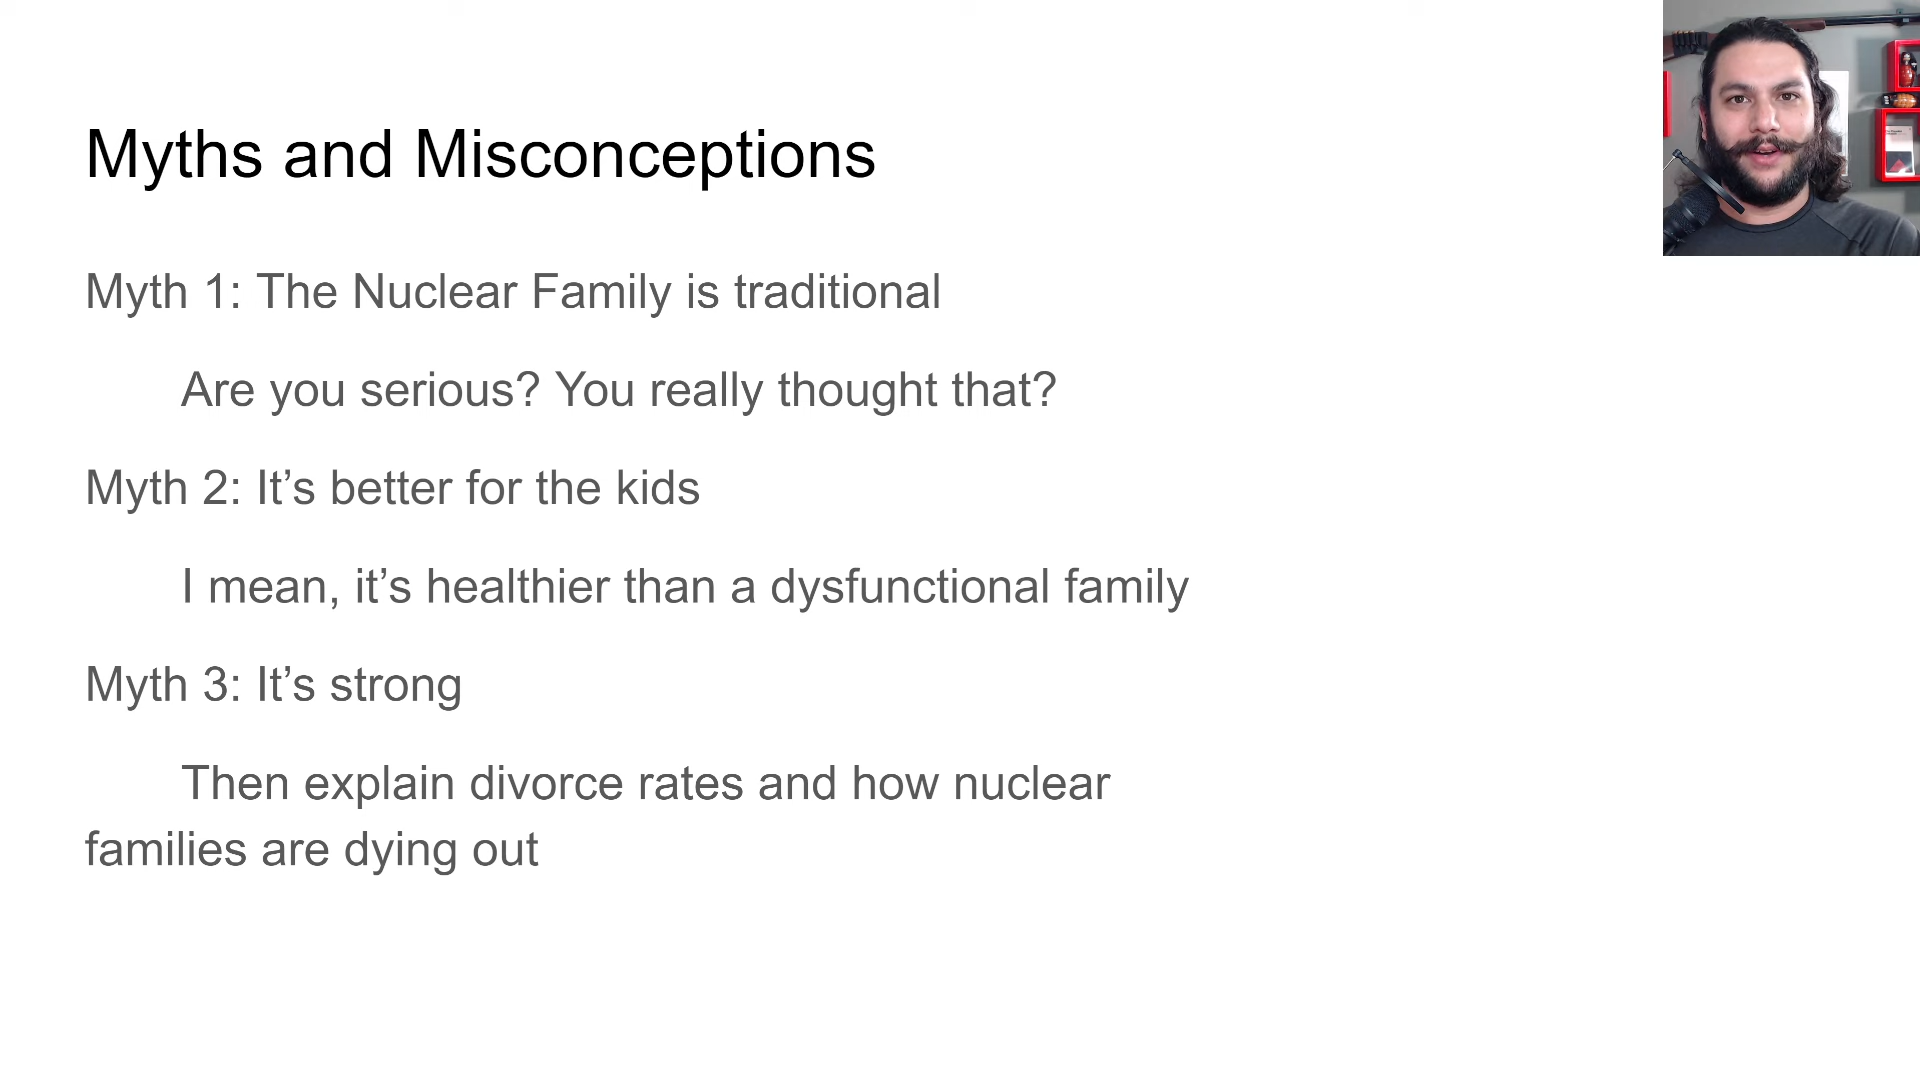 Myths and Misconceptions
Myth 1: The Nuclear Family is traditional
Are you serious? You really thought that?
Myth 2: It’s better for the kids
I mean, it’s healthier than a dysfunctional family
Myth 3: It’s strong
Then explain divorce rates and how nuclear
families are dying out